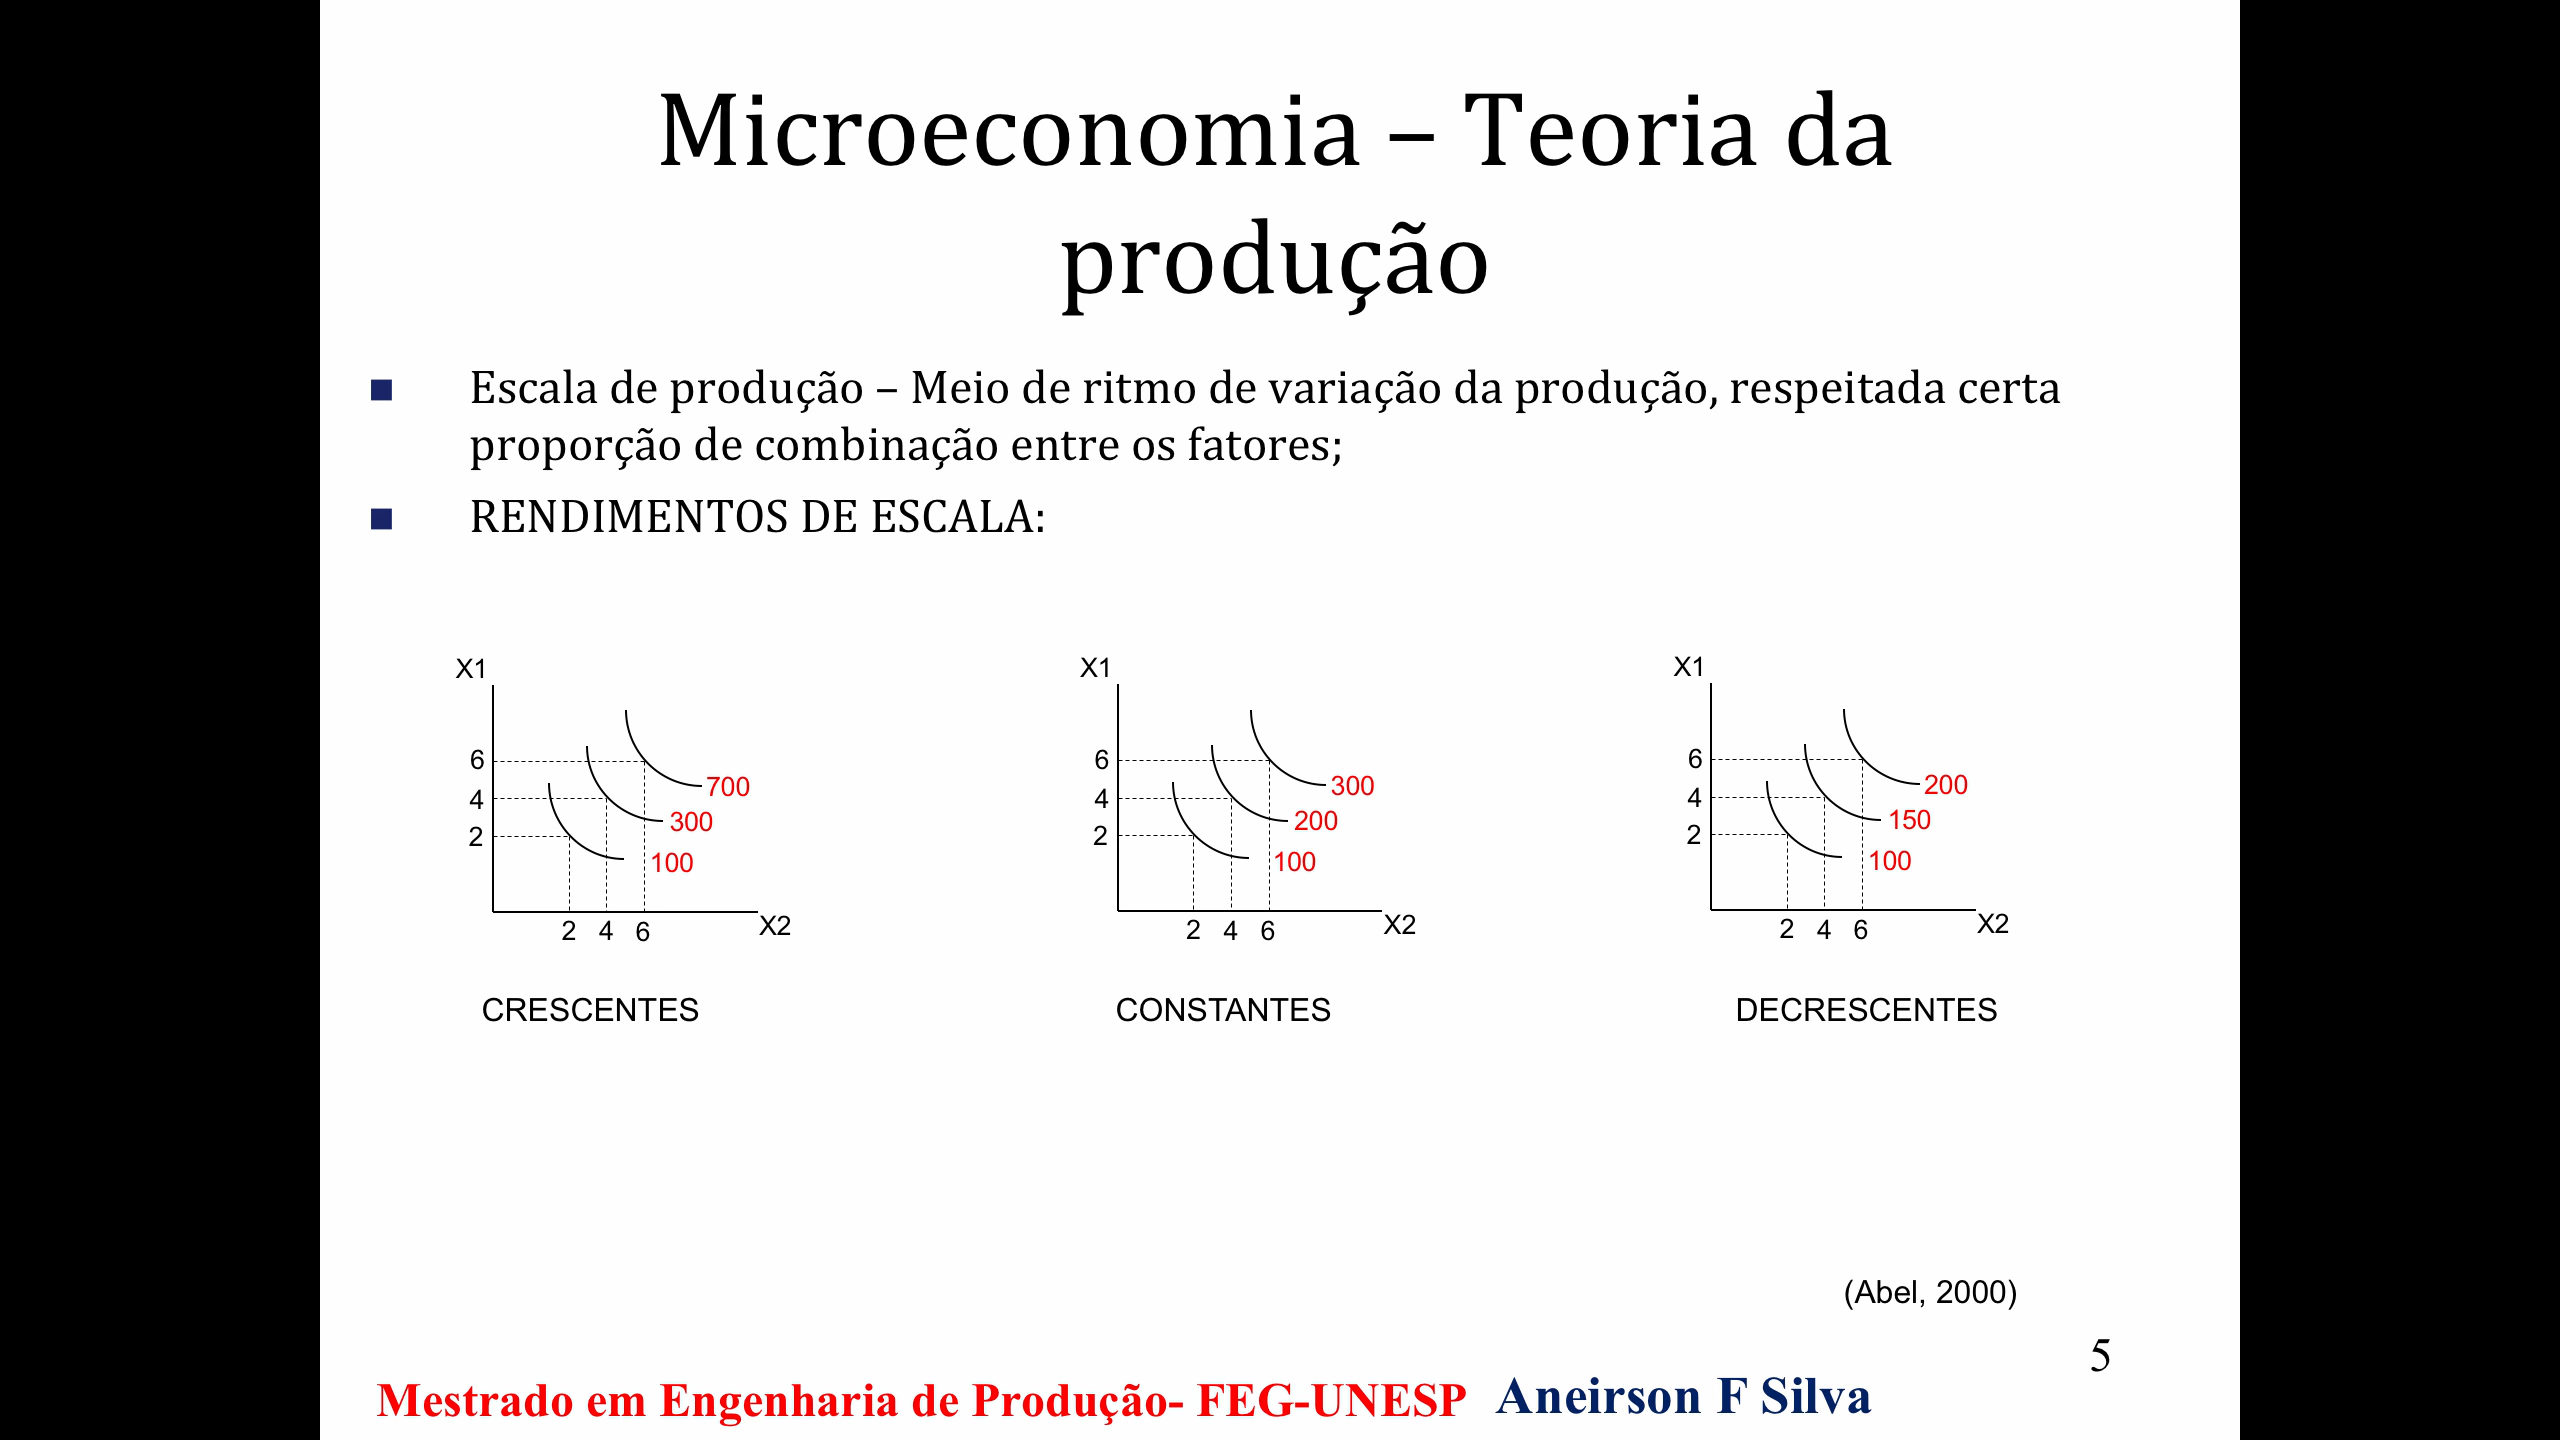 Microeconomia – Teoria da
produção
Escala de produção – Meio de ritmo de variação da produção, respeitada certa
proporção de combinação entre os fatores;
RENDIMENTOS DE ESCALA:
X1
6
4
2
700
300
100
2 4 6
X2
CRESCENTES
X1
6
4
2
300
200
100
2 4 6
X2
CONSTANTES
X1
6
4
2
200
150
100
2 4 6
X2
DECRESCENTES
(Abel, 2000)
5
Mestrado em Engenharia de Produção- FEG-UNESP Aneirson F Silva